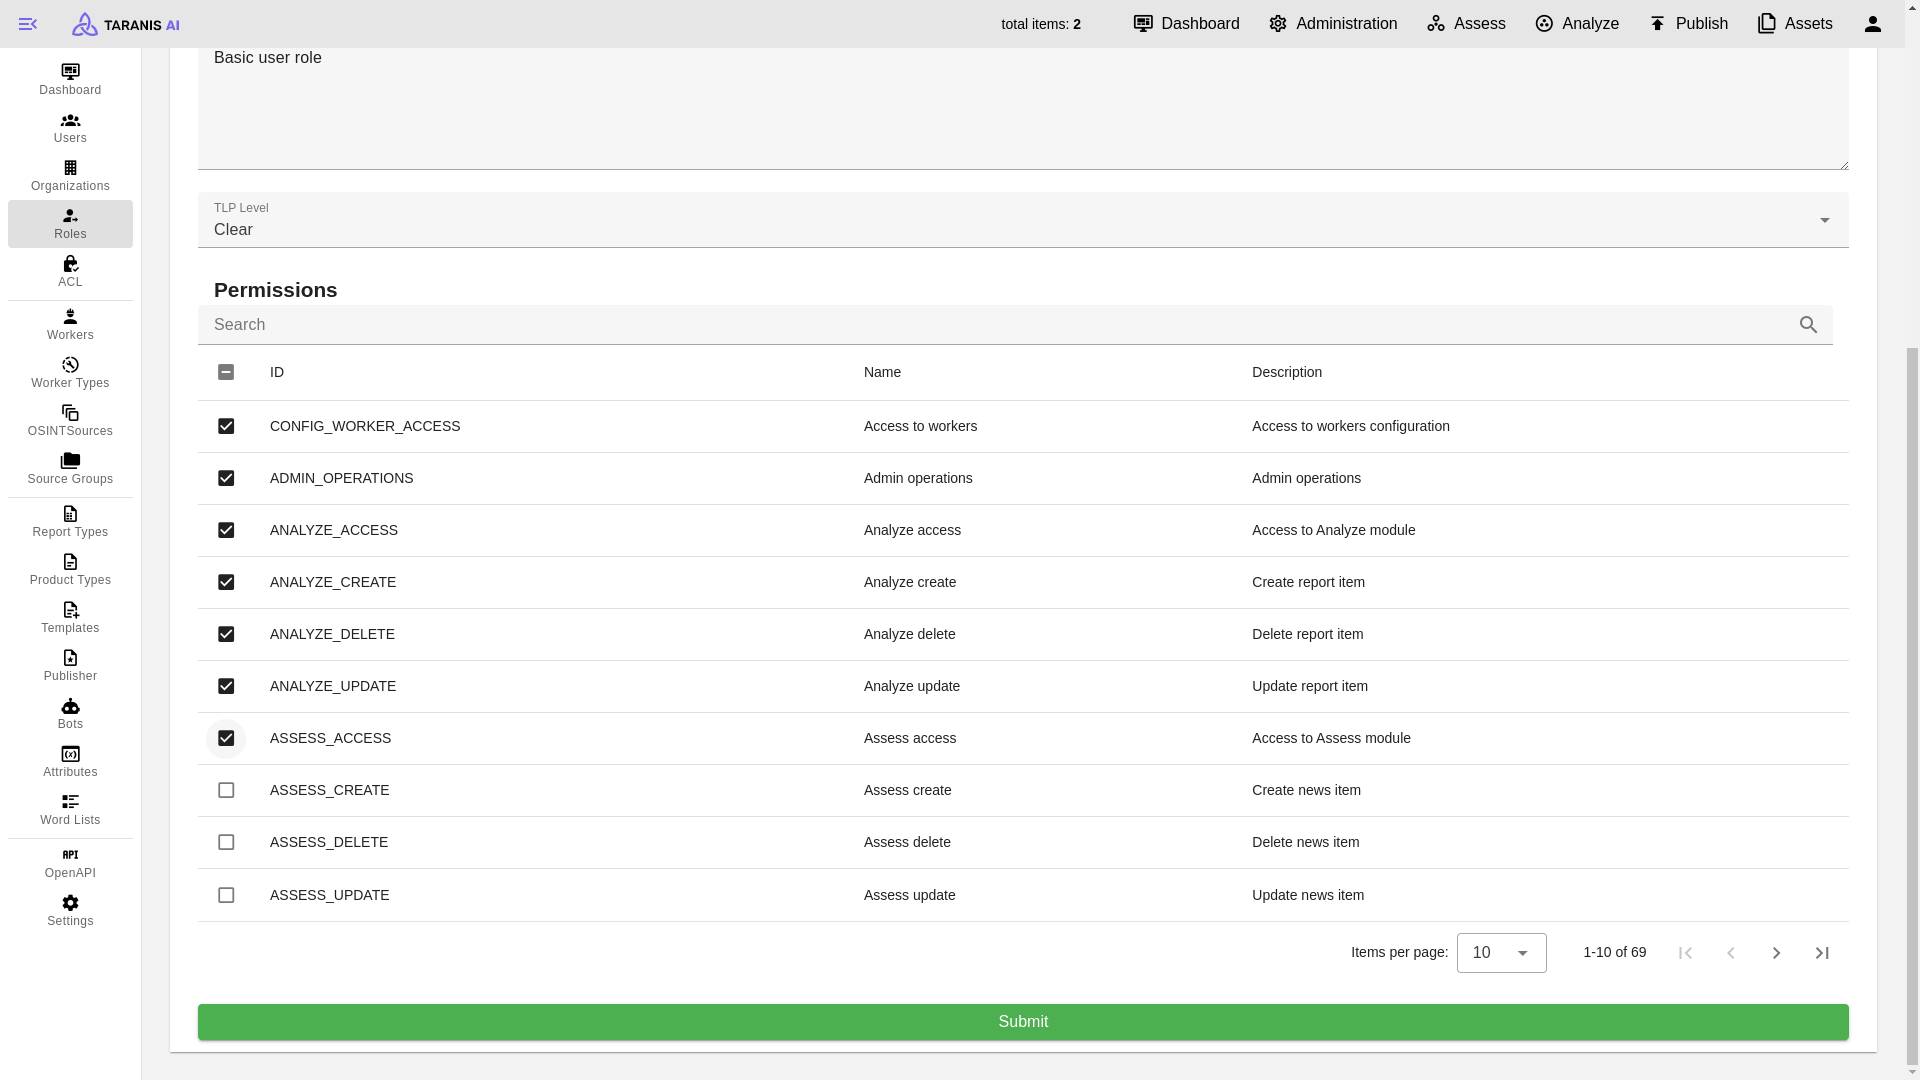 TARANIS AI
total items: 2
Dashboard
Administration
Assess
Analyze
Publish
Assets
Dashboard
Users
Organizations
Roles
ACL
Workers
Worker Types
OSINTSources
Source Groups
Report Types
Product Types
Templates
Publisher
Bots
Attributes
Word Lists
API
OpenAPI
Settings
Basic user role
TLP Level
Clear
Permissions
Search
ID Name Description
CONFIG_WORKER_ACCESS Access to workers Access to workers configuration
ADMIN_OPERATIONS Admin operations Admin operations
ANALYZE_ACCESS Analyze access Access to Analyze module
ANALYZE_CREATE Analyze create Create report item
ANALYZE_DELETE Analyze delete Delete report item
ANALYZE_UPDATE Analyze update Update report item
ASSESS_ACCESS Assess access Access to Assess module
ASSESS_CREATE Assess create Create news item
ASSESS_DELETE Assess delete Delete news item
ASSESS_UPDATE Assess update Update news item
Items per page: 10 1-10 of 69
Submit